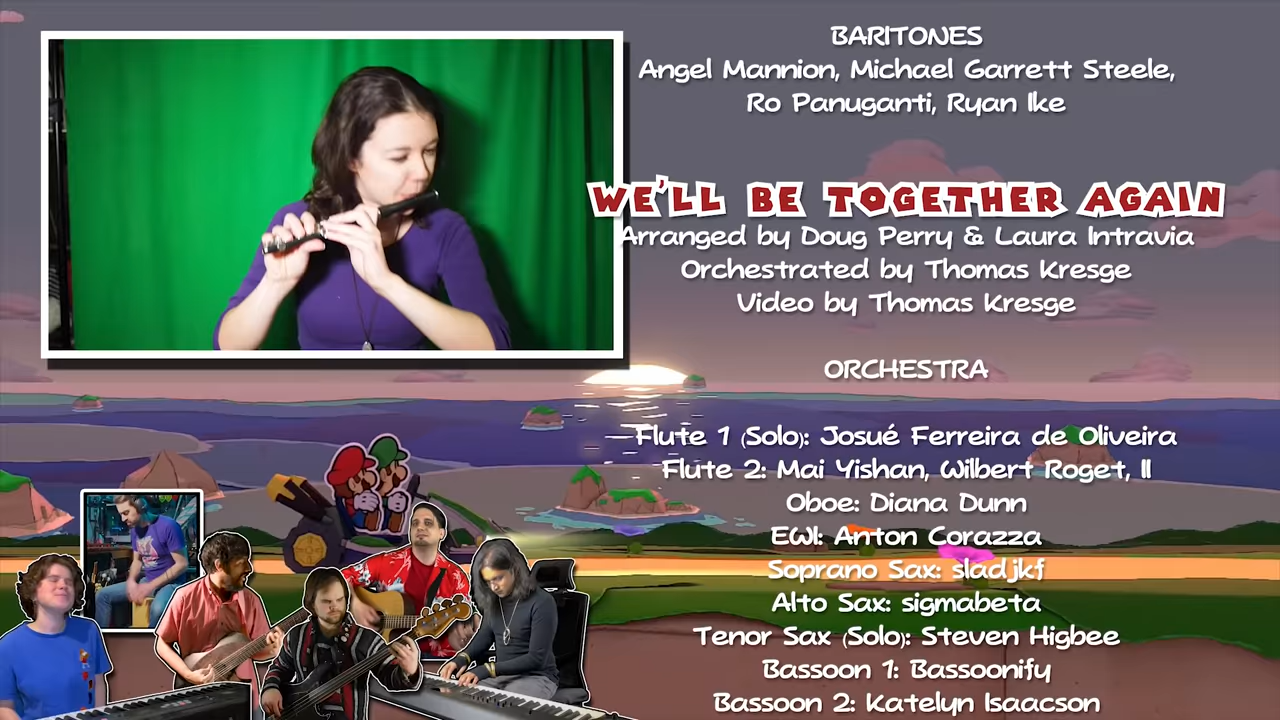 BARITONES
Angel Mannion, Michael Garrett Steele,
Ro Panuganti, Ryan Ike
WE'LL BE TOGETHER AGAIN
Arranged by Doug Perry & Laura Intravia
Orchestrated by Thomas Kresge
Video by Thomas Kresge
ORCHESTRA
Flute 1 (Solo): Josué Ferreira de Oliveira
Flute 2: Mai Yishan, Wilbert Roget, II
Oboe: Diana Dunn
EWI: Anton Corazza
Soprano Sax: sladjkf
Alto Sax: sigmabeta
Tenor Sax (Solo): Steven Higbee
Bassoon 1: Bassoonify
Bassoon 2: Katelyn Isaacson